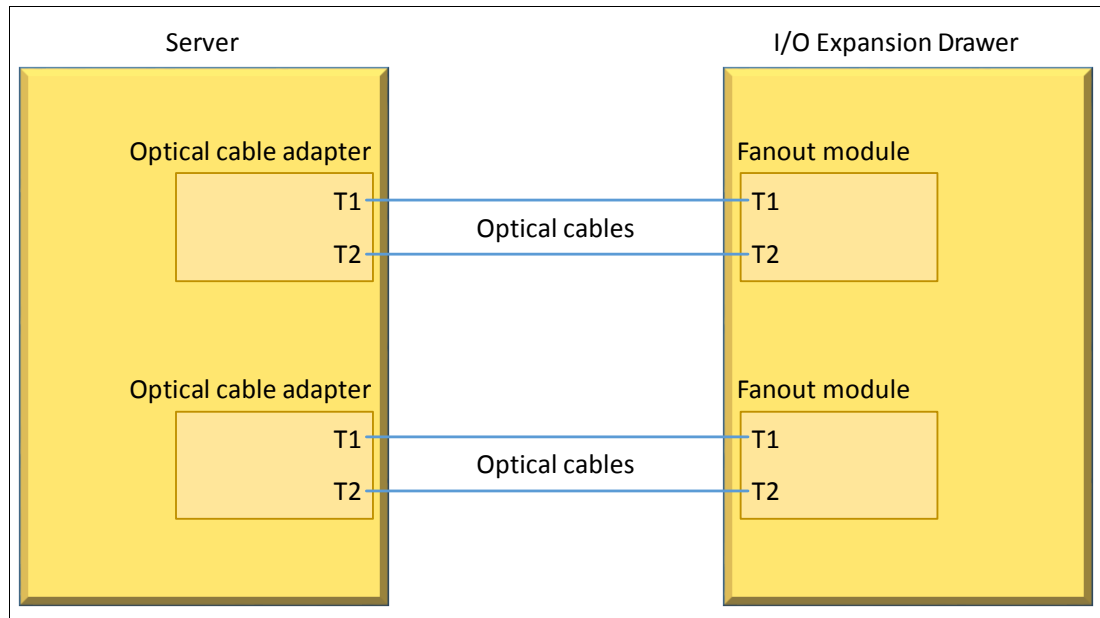 Server
I/O Expansion Drawer
Optical cable adapter
Fanout module
T1
T1
Optical cables
T2
T2
Optical cable adapter
Fanout module
T1
T1
Optical cables
T2
T2